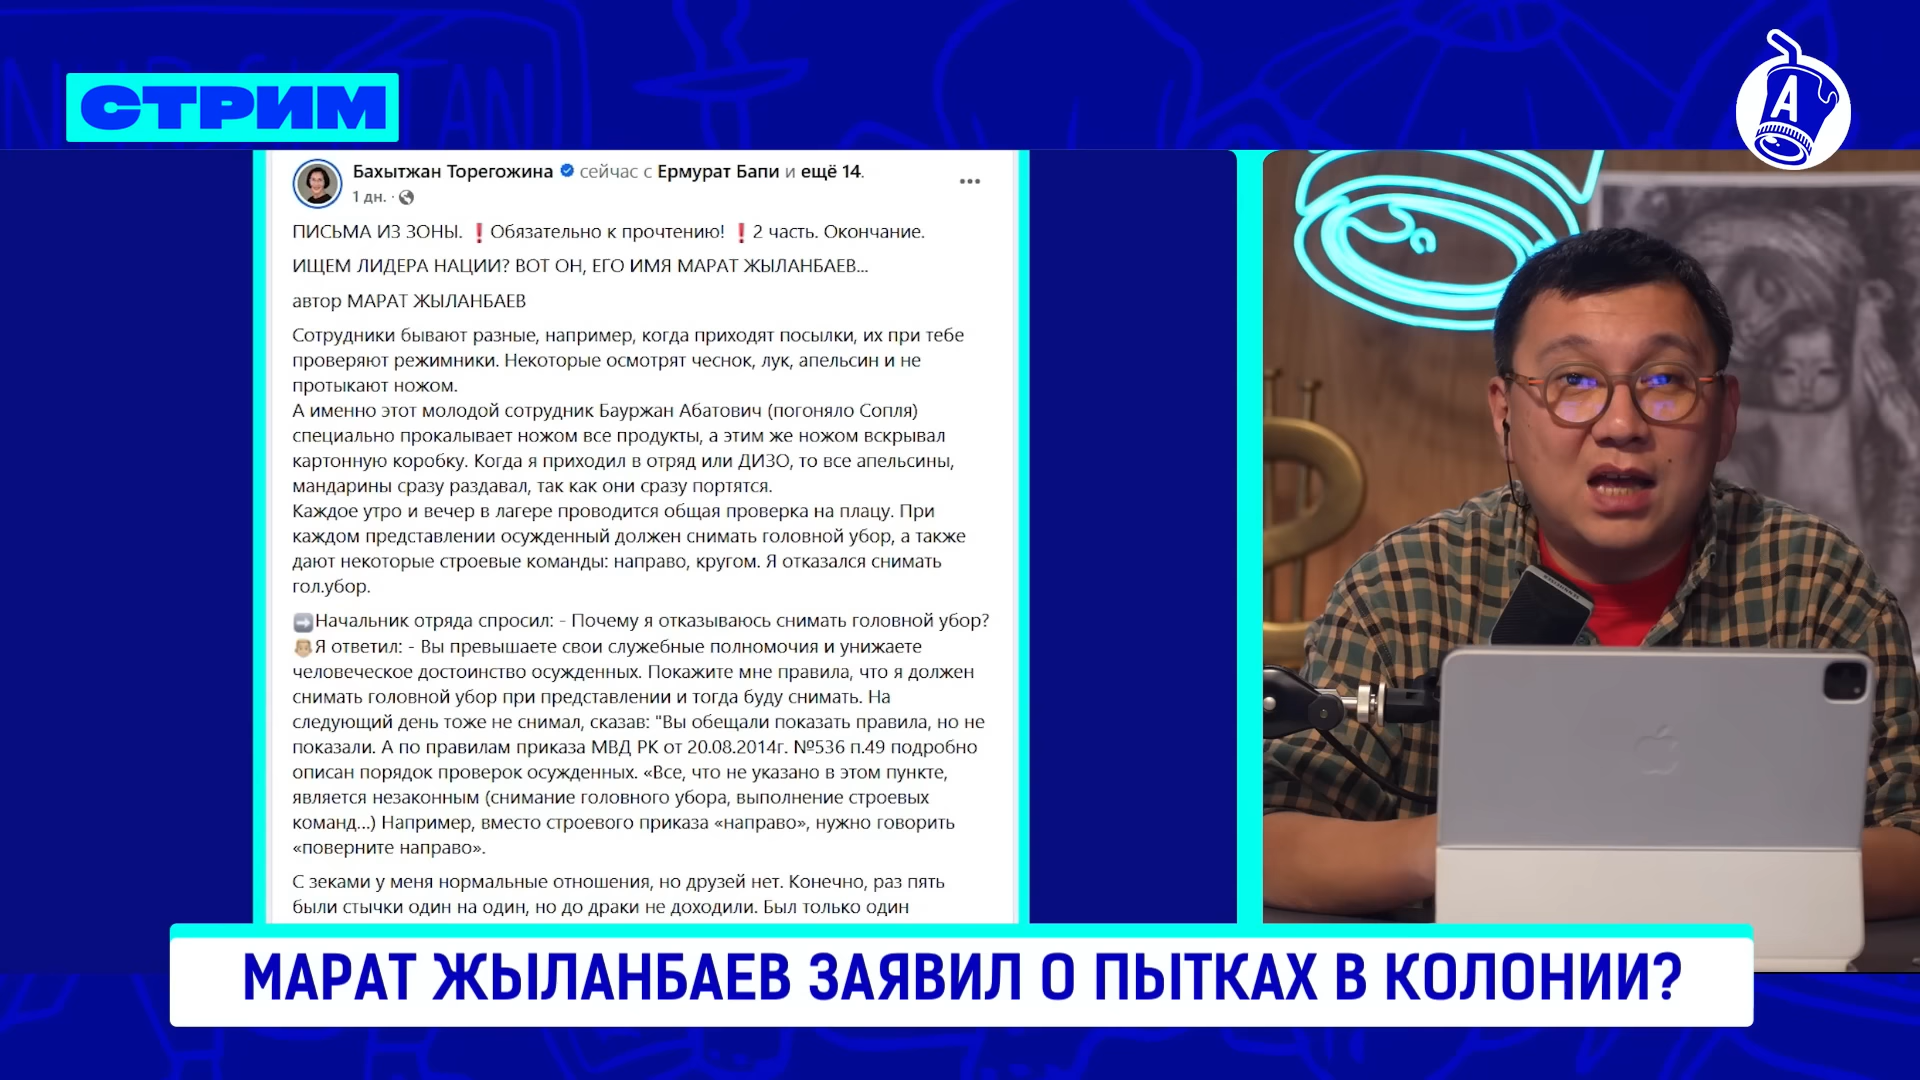 СТРИМ
A
Бахытжан Торегожина сейчас с Ермурат Бапи и ещё 14.
1 дн. ·
ПИСЬМА ИЗ ЗОНЫ. ❗Обязательно к прочтению! ❗2 часть. Окончание.
ИЩЕМ ЛИДЕРА НАЦИИ? ВОТ ОН, ЕГО ИМЯ МАРАТ ЖЫЛАНБАЕВ...
автор МАРАТ ЖЫЛАНБАЕВ
Сотрудники бывают разные, например, когда приходят посылки, их при тебе
проверяют режимники. Некоторые осмотрят чеснок, лук, апельсин и не
протыкают ножом.
А именно этот молодой сотрудник Бауржан Абатович (погоняло Сопля)
специально прокалывает ножом все продукты, а этим же ножом вскрывал
картонную коробку. Когда я приходил в отряд или ДИЗО, то все апельсины,
мандарины сразу раздавал, так как они сразу портятся.
Каждое утро и вечер в лагере проводится общая проверка на плацу. При
каждом представлении осужденный должен снимать головной убор, а также
дают некоторые строевые команды: направо, кругом. Я отказался снимать
гол.убор.
➡Начальник отряда спросил: - Почему я отказываюсь снимать головной убор?
Я ответил: - Вы превышаете свои служебные полномочия и унижаете
человеческое достоинство осужденных. Покажите мне правила, что я должен
снимать головной убор при представлении и тогда буду снимать. На
следующий день тоже не снимал, сказав: "Вы обещали показать правила, но не
показали. А по правилам приказа МВД РК от 20.08.2014г. №536 п.49 подробно
описан порядок проверок осужденных. «Все, что не указано в этом пункте,
является незаконным (снимание головного убора, выполнение строевых
команд...) Например, вместо строевого приказа «направо», нужно говорить
«поверните направо».
С зеками у меня нормальные отношения, но друзей нет. Конечно, раз пять
были стычки один на один, но до драки не доходили. Был только один
МАРАТ ЖЫЛАНБАЕВ ЗАЯВИЛ О ПЫТКАХ В КОЛОНИИ?